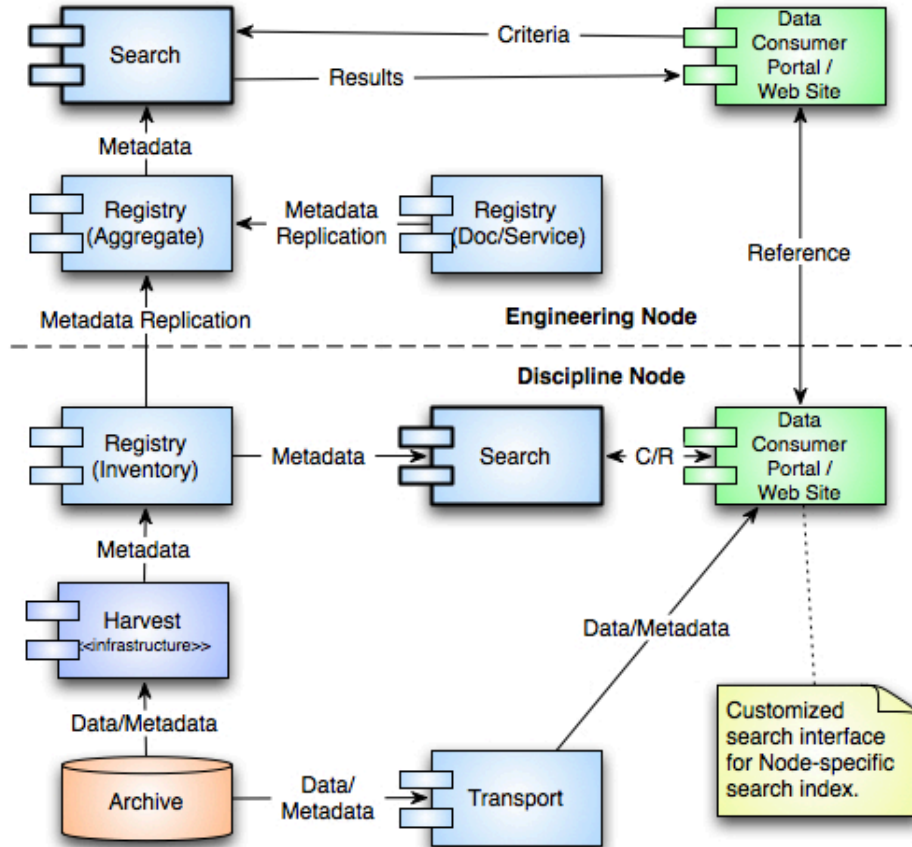 Search
Criteria
Results
Data
Consumer
Portal /
Web Site
Metadata
Registry
(Aggregate)
Metadata
Replication
Registry
(Doc/Service)
Reference
Metadata Replication
Engineering Node
Discipline Node
Registry
(Inventory)
Metadata
Search
C/R
Data
Consumer
Portal /
Web Site
Metadata
Harvest
<<infrastructure>>
Data/Metadata
Data/Metadata
Archive
Data/
Metadata
Transport
Customized
search interface
for Node-specific
search index.